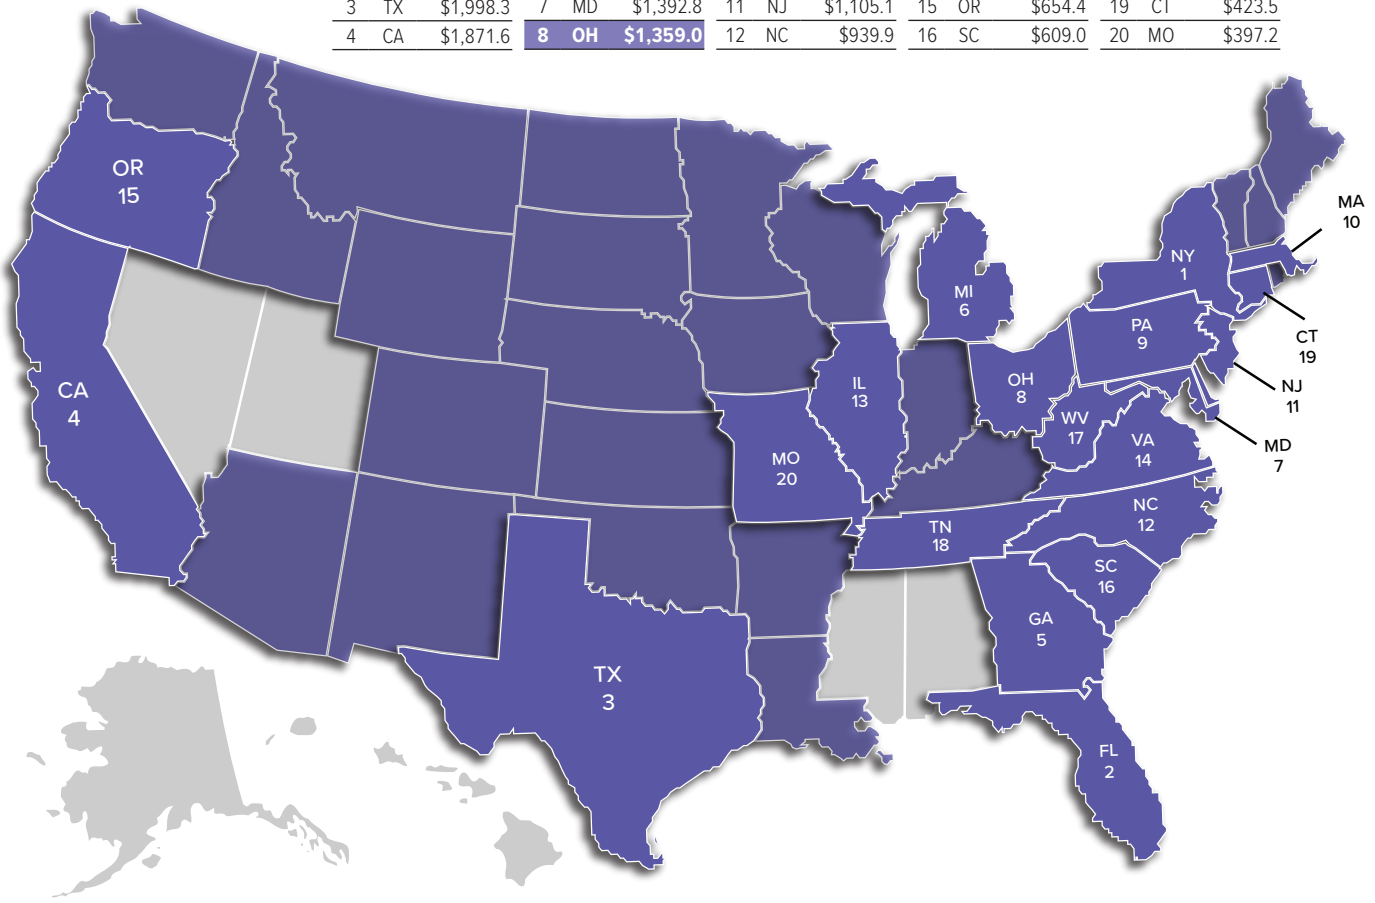 3 TX $1,998.3 7 MD $1,392.8 11 NJ $1,105.1 15 OR $654.4 19 CT $423.5
4 CA $1,871.6 8 OH $1,359.0 12 NC $939.9 16 SC $609.0 20 MO $397.2
OR
15
MA
10
NY
1
MI
6
PA
9
CT
19
CA
4
IL
13
OH
8
NJ
11
WV
17
VA
14
MD
7
MO
20
NC
12
TN
18
SC
16
GA
5
TX
3
FL
2